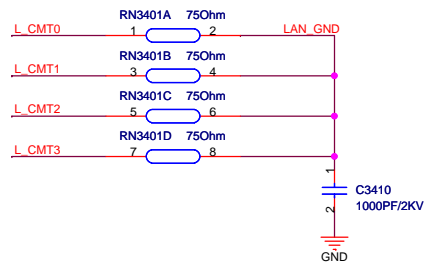 RN3401A 75Ohm
L_CMT0 1 2 LAN_GND
RN3401B 75Ohm
L_CMT1 3 4
RN3401C 75Ohm
L_CMT2 5 6
RN3401D 75Ohm
L_CMT3 7 8
1
C3410
1000PF/2KV
2
GND